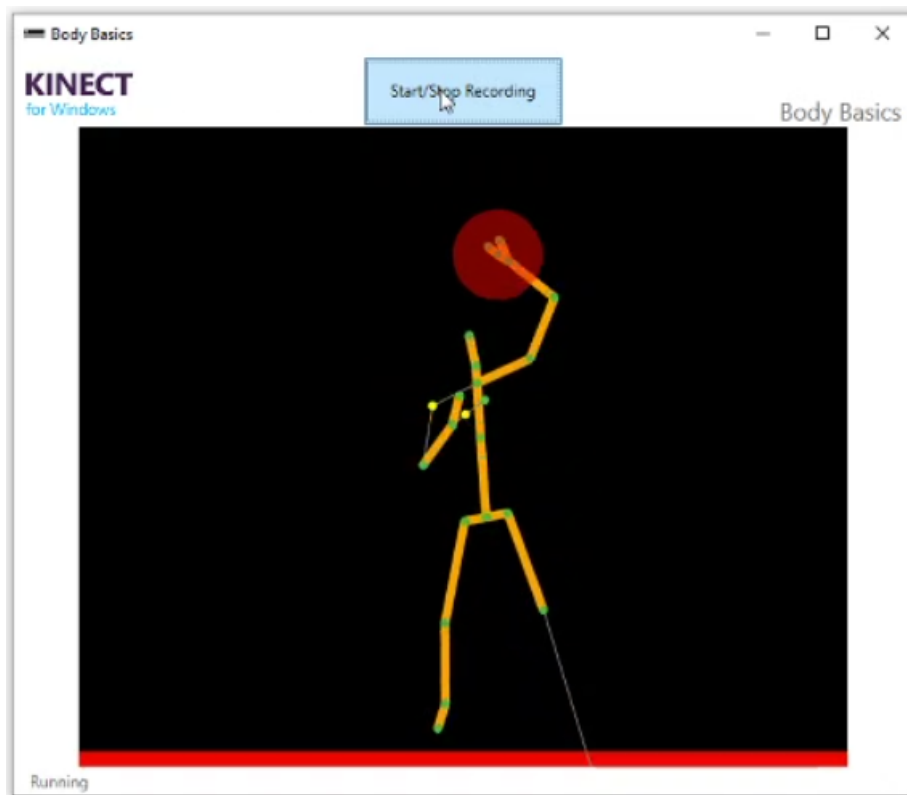 Body Basics
KINECT
for Windows
Start/Stop Recording
Body Basics
Running